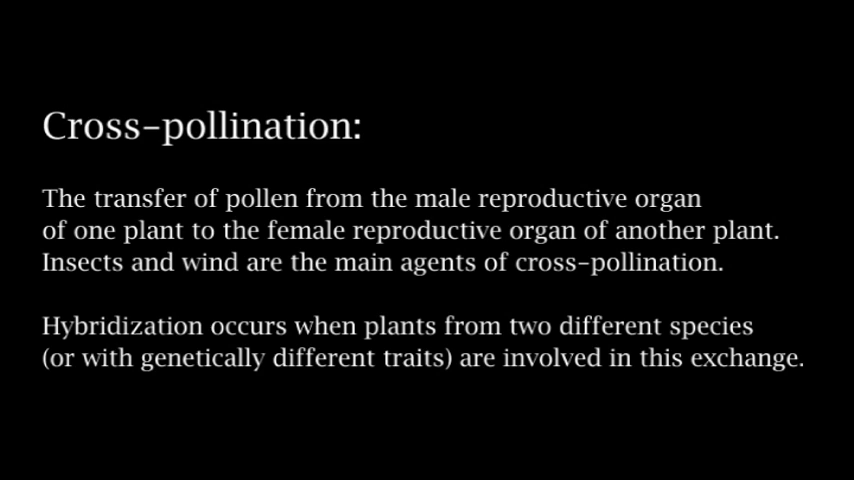 Cross-pollination:
The transfer of pollen from the male reproductive organ
of one plant to the female reproductive organ of another plant.
Insects and wind are the main agents of cross-pollination.
Hybridization occurs when plants from two different species
(or with genetically different traits) are involved in this exchange.